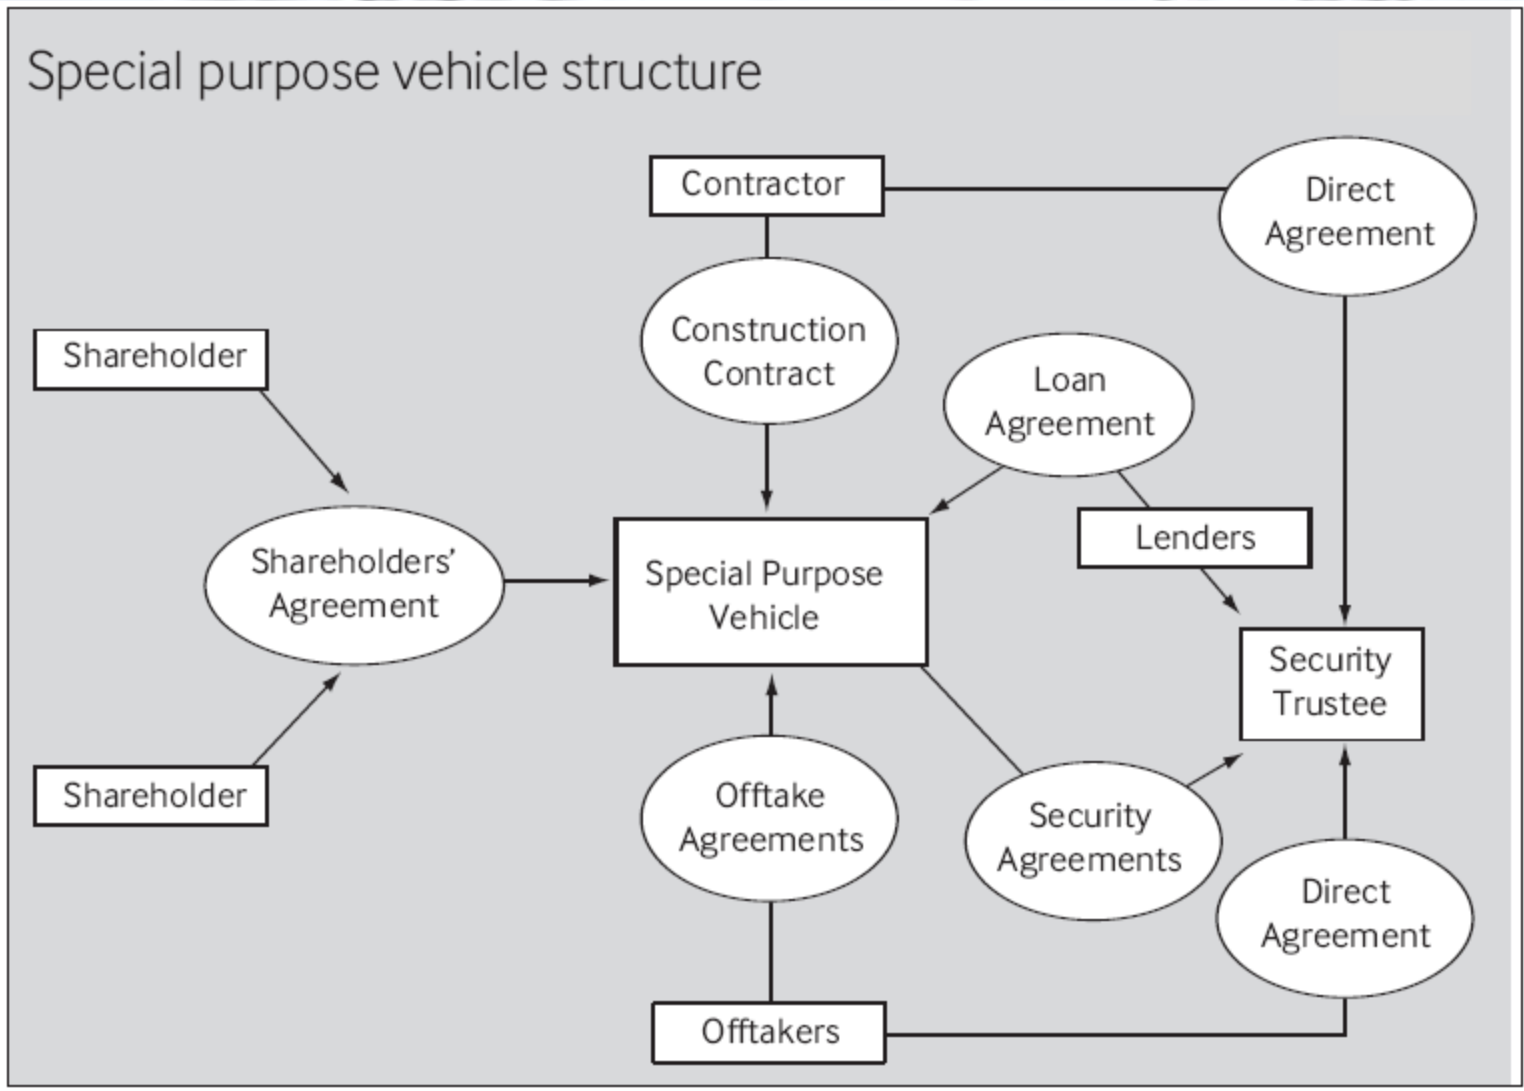 Special purpose vehicle structure
Contractor
Direct
Agreement
Construction
Contract
Shareholder
Loan
Agreement
Lenders
Shareholders’
Agreement
Special Purpose
Vehicle
Security
Trustee
Shareholder
Offtake
Agreements
Security
Agreements
Direct
Agreement
Offtakers